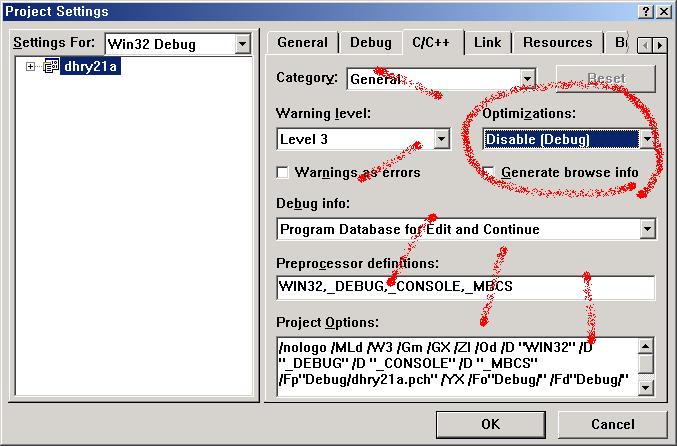 Project Settings
Settings For: Win32 Debug
dhry21a
General Debug C/C++ Link Resources
Category: General Reset
Warning level: Optimizations:
Level 3 Disable (Debug)
Warnings as errors Generate browse info
Debug info:
Program Database for Edit and Continue
Preprocessor definitions:
WIN32,_DEBUG,_CONSOLE,_MBCS
Project Options:
/nologo /MLd /W3 /Gm /GX /ZI /Od /D "WIN32" /D
"_DEBUG" /D "_CONSOLE" /D "_MBCS"
/Fp"Debug/dhry21a.pch" /YX /Fo"Debug/" /Fd"Debug/"
OK Cancel